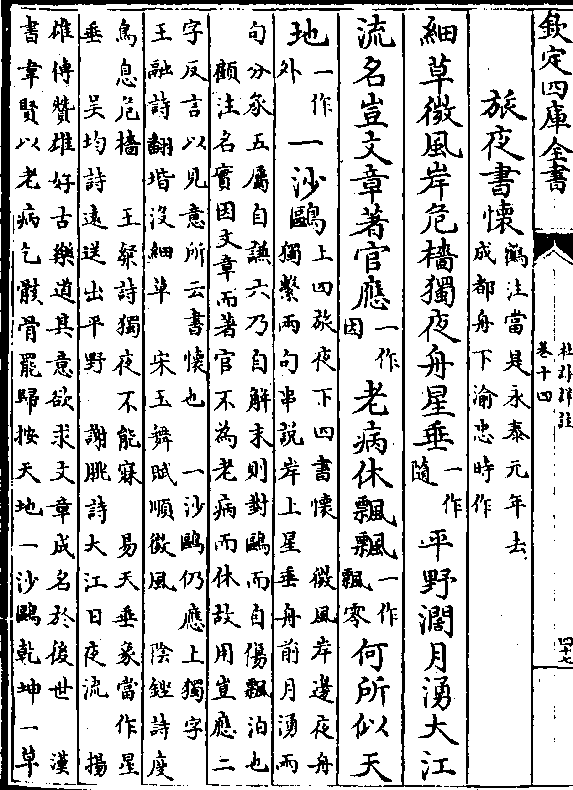 欽定四庫全書
杜詩詳註
卷十四
四十七
旅夜書懷
鶴注當是永泰元年去
成都舟下渝忠時作
細草微風岸危檣獨夜舟星垂一作隨平野濶月湧大江
流名豈文章著官應一作因老病休飄飄一作飄零何所似天
地一作外一沙鷗
上四旅夜下四書懷 微風岸邊夜舟
獨繫兩句串說岸上星垂舟前月湧兩
句分承五屬自謙六乃自解末則對鷗而自傷飄泊也
顧注名實因文章而著官不為老病而休故用豈應二
字反言以見意所云書懷也 一沙鷗仍應上獨字
王融詩翻堦沒細草 宋玉舞賦順微風 陰鏗詩度
鳥息危檣 王粲詩獨夜不能寐 易天垂象當作星
垂 吳均詩遠送出平野 謝朓詩大江日夜流 揚
雄傳贊雄好古樂道其意欲求文章成名於後世 漢
書韋賢以老病乞骸骨罷歸按天地一沙鷗乾坤一草